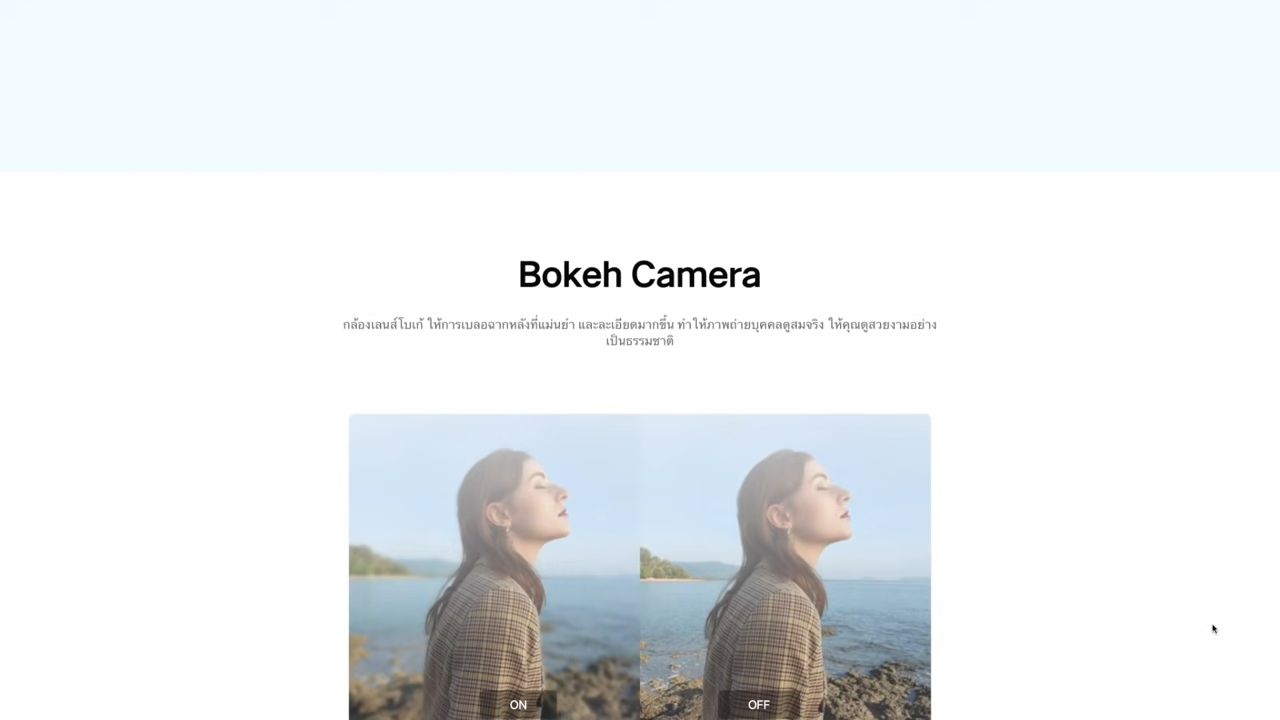 Bokeh Camera
กล้องเลนส์โบเก้ ให้การเบลอฉากหลังที่แม่นยำ และละเอียดมากขึ้น ทำให้ภาพถ่ายบุคคลดูสมจริง ให้คุณดูสวยงามอย่าง
เป็นธรรมชาติ
ON
OFF